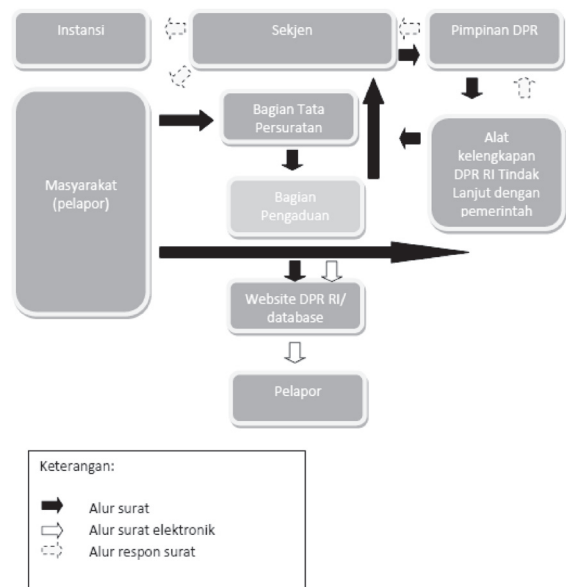 Instansi
Sekjen
Pimpinan DPR
Masyarakat
(pelapor)
Bagian Tata
Persuratan
Bagian
Pengaduan
Alat
kelengkapan
DPR RI Tindak
Lanjut dengan
pemerintah
Website DPR RI/
database
Pelapor
Keterangan:
Alur surat
Alur surat elektronik
Alur respon surat